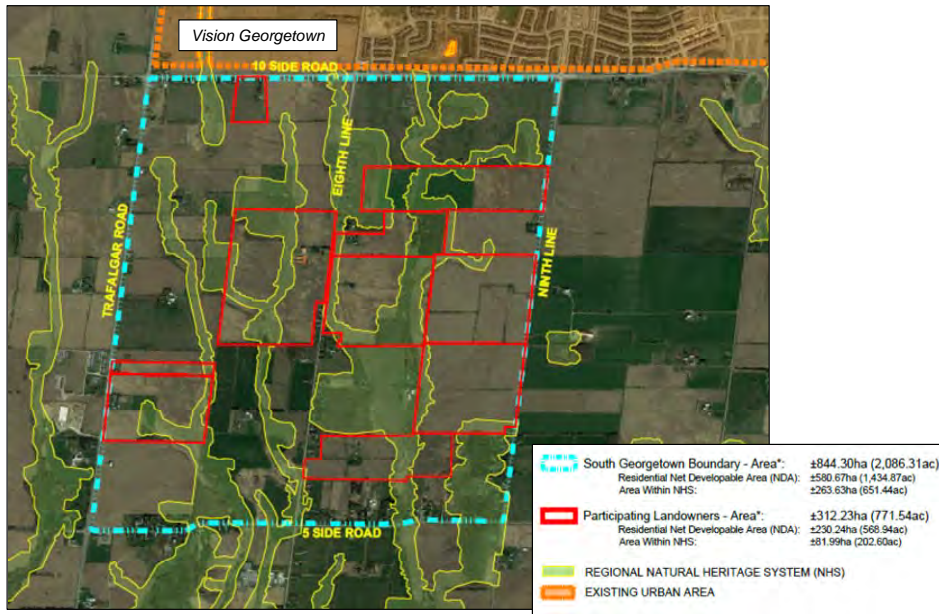 Vision Georgetown
10 SIDE ROAD
EIGHTH LINE
TRAFALGAR ROAD
NINTH LINE
5 SIDE ROAD
South Georgetown Boundary - Area*: ±844.30ha (2,086.31ac)
Residential Net Developable Area (NDA): ±580.67ha (1,434.87ac)
Area Within NHS: ±263.63ha (651.44ac)
Participating Landowners - Area*: ±312.23ha (771.54ac)
Residential Net Developable Area (NDA): ±230.24ha (568.94ac)
Area Within NHS: ±81.99ha (202.60ac)
REGIONAL NATURAL HERITAGE SYSTEM (NHS)
EXISTING URBAN AREA